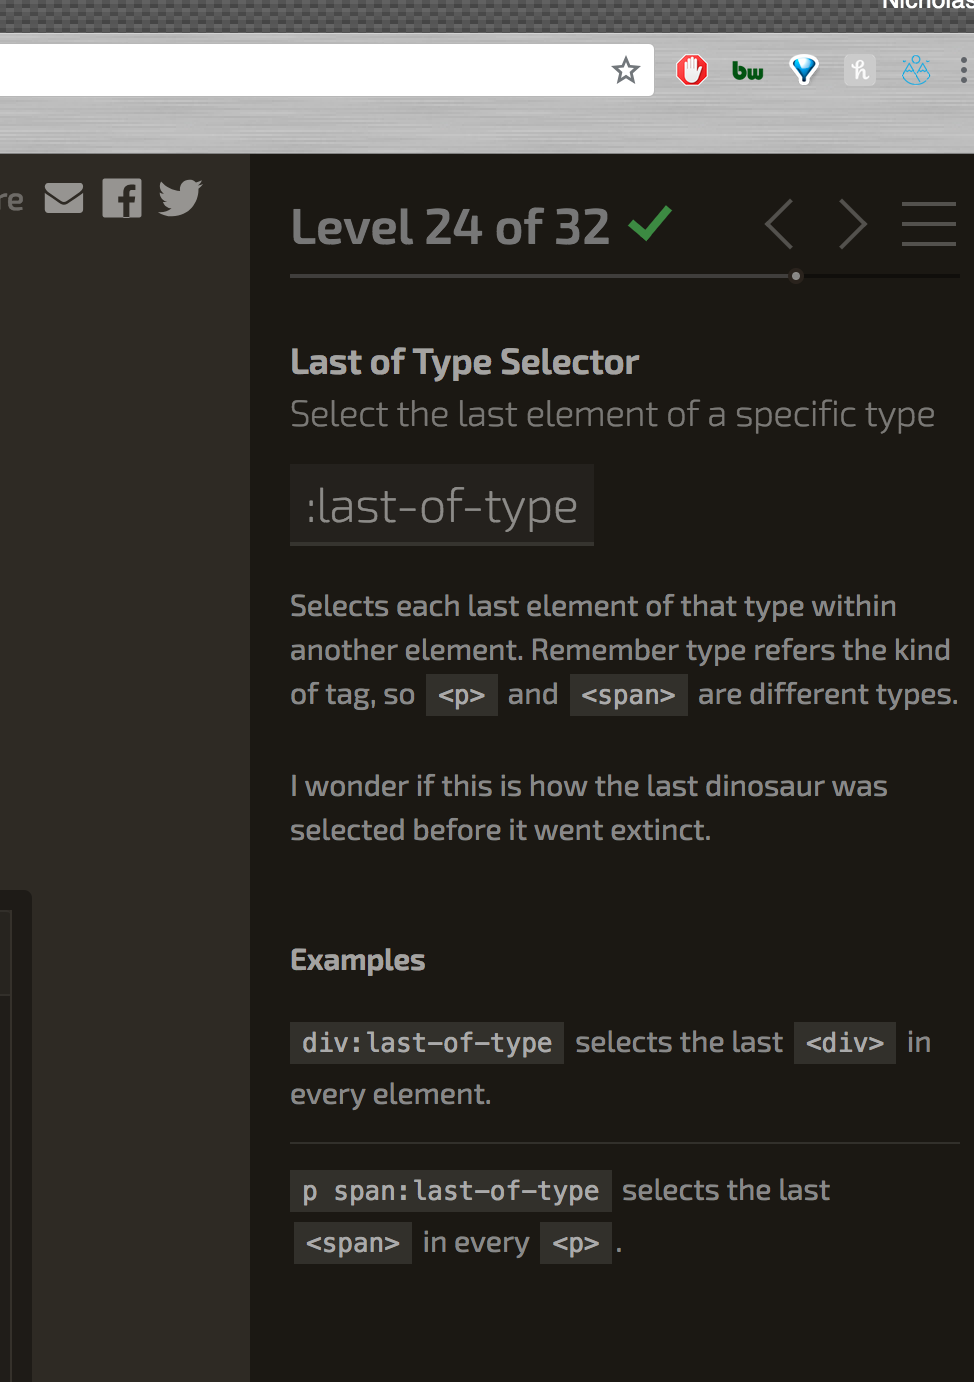 bw
h
Level 24 of 32
Last of Type Selector
Select the last element of a specific type
:last-of-type
Selects each last element of that type within
another element. Remember type refers the kind
of tag, so <p> and <span> are different types.
I wonder if this is how the last dinosaur was
selected before it went extinct.
Examples
div:last-of-type selects the last <div> in
every element.
p span:last-of-type selects the last
<span> in every <p> .